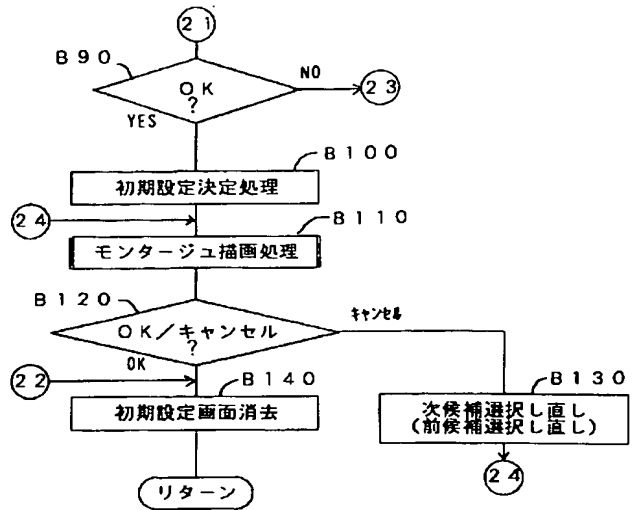 21
B90
OK
?
NO
23
YES
B100
初期設定決定処理
24
B110
モンタージュ描画処理
B120
OK/キャンセル
?
キャンセル
OK
22
B140
初期設定画面消去
B130
次候補選択し直し
(前候補選択し直し)
24
リターン